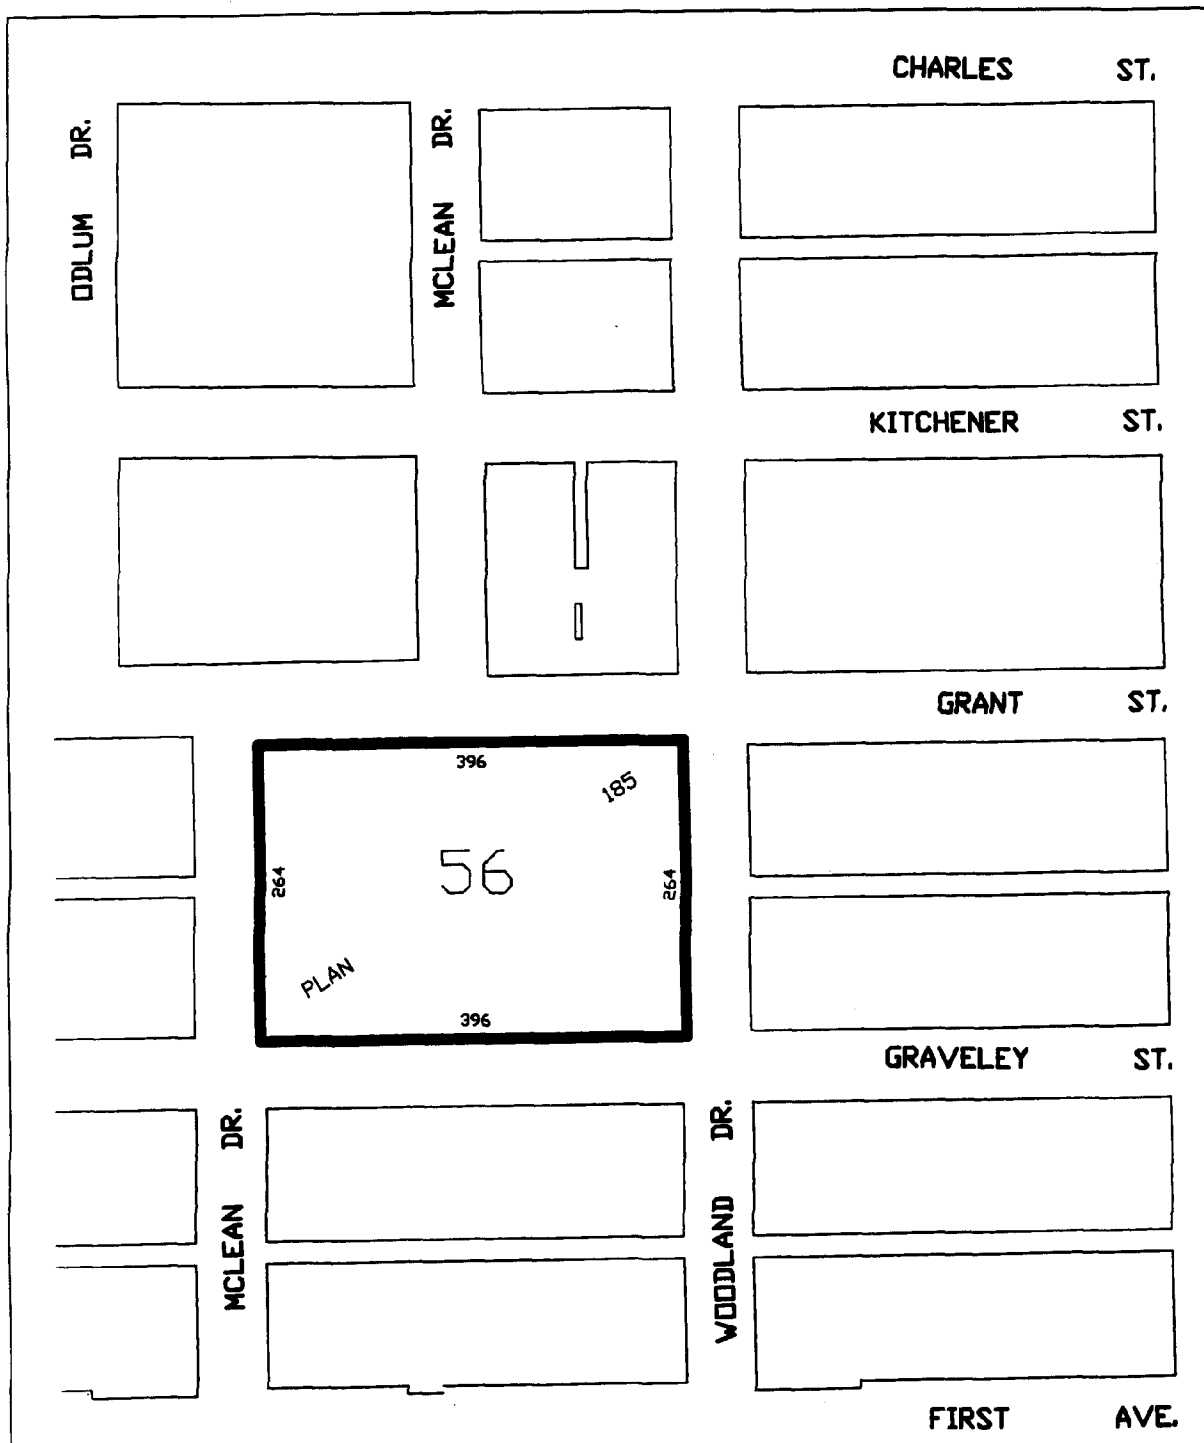 CHARLES ST.
ODLUM DR.
MCLEAN DR.
KITCHENER ST.
GRANT ST.
396
185
56
264
264
PLAN
396
GRAVELEY ST.
MCLEAN DR.
WOODLAND DR.
FIRST AVE.